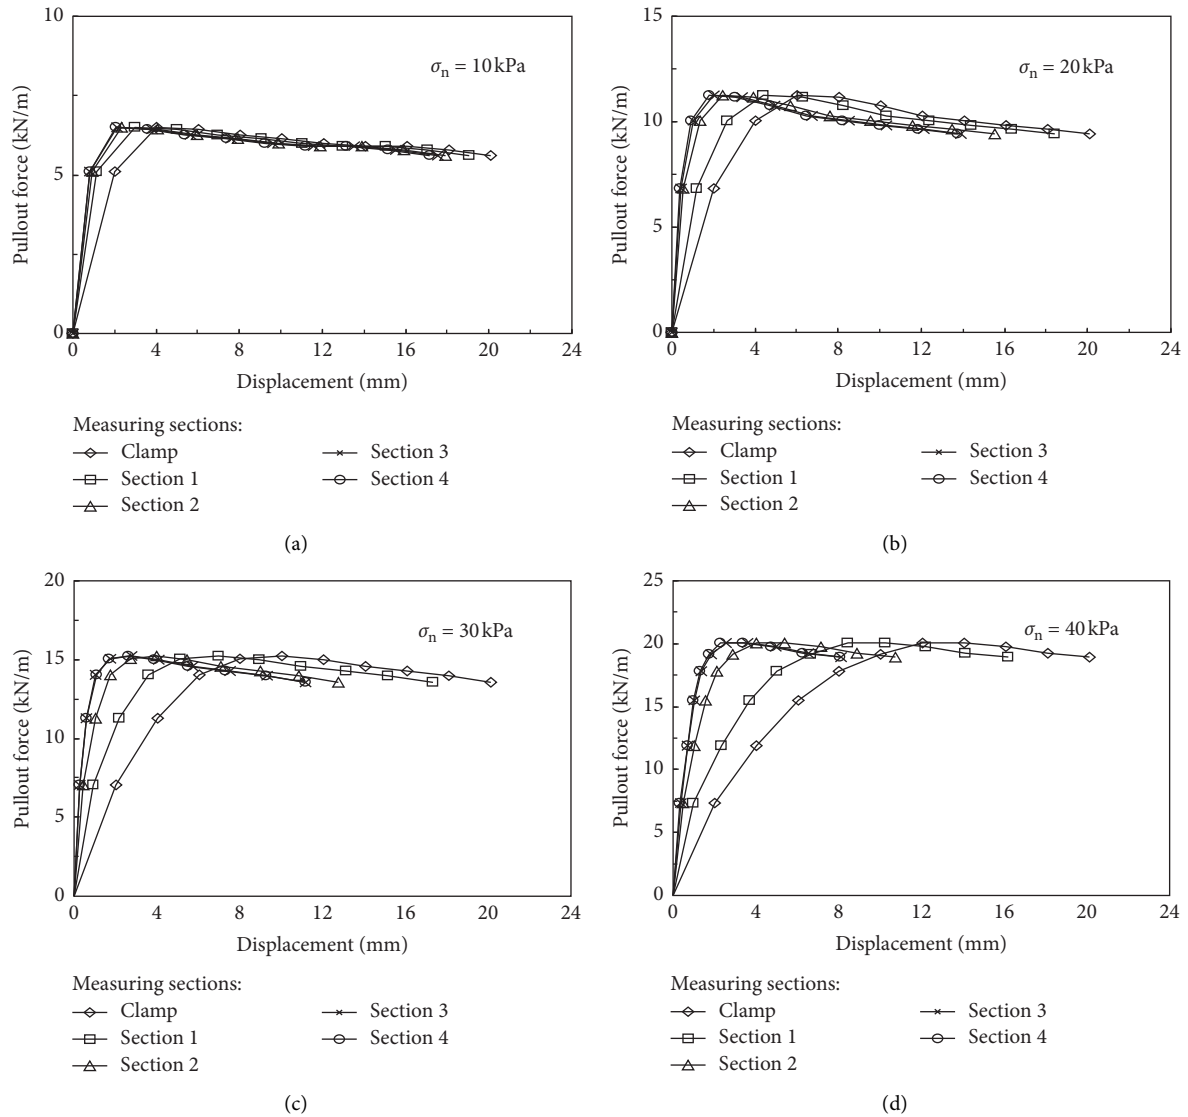 10
5
0
Pullout force (kN/m)
σn = 10 kPa
0 4 8 12 16 20 24
Displacement (mm)
Measuring sections:
Clamp
Section 1
Section 2
Section 3
Section 4
(a)
15
10
5
0
Pullout force (kN/m)
σn = 20 kPa
0 4 8 12 16 20 24
Displacement (mm)
Measuring sections:
Clamp
Section 1
Section 2
Section 3
Section 4
(b)
20
15
10
5
0
Pullout force (kN/m)
σn = 30 kPa
0 4 8 12 16 20 24
Displacement (mm)
Measuring sections:
Clamp
Section 1
Section 2
Section 3
Section 4
(c)
25
20
15
10
5
0
Pullout force (kN/m)
σn = 40 kPa
0 4 8 12 16 20 24
Displacement (mm)
Measuring sections:
Clamp
Section 1
Section 2
Section 3
Section 4
(d)